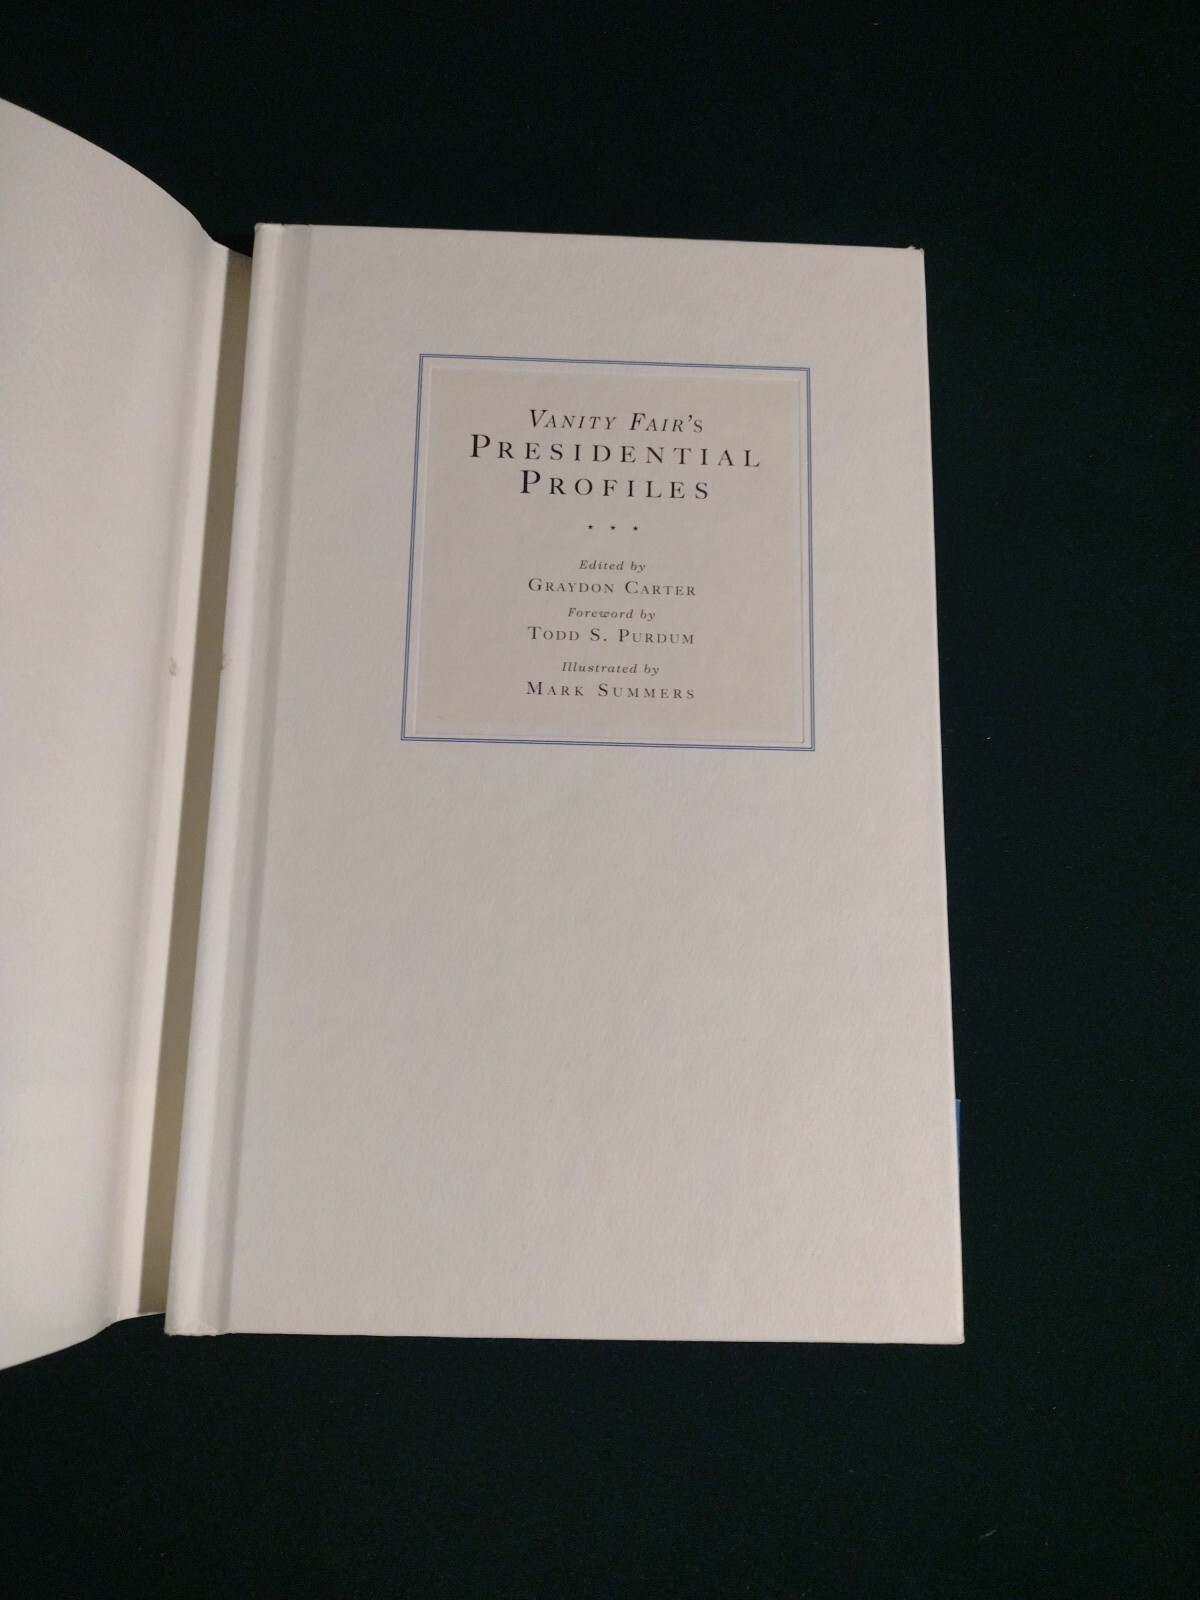 VANITY FAIR'S
PRESIDENTIAL
PROFILES
Edited by
GRAYDON CARTER
Foreword by
TODD S. PURDUM
Illustrated by
MARK SUMMERS